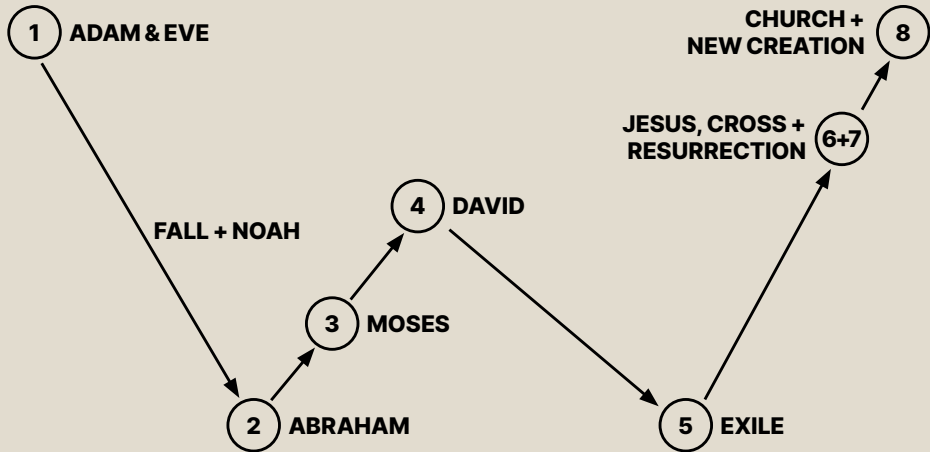 1 ADAM & EVE
CHURCH +
NEW CREATION
8
JESUS, CROSS +
RESURRECTION
6+7
4 DAVID
FALL + NOAH
3 MOSES
2 ABRAHAM
5 EXILE